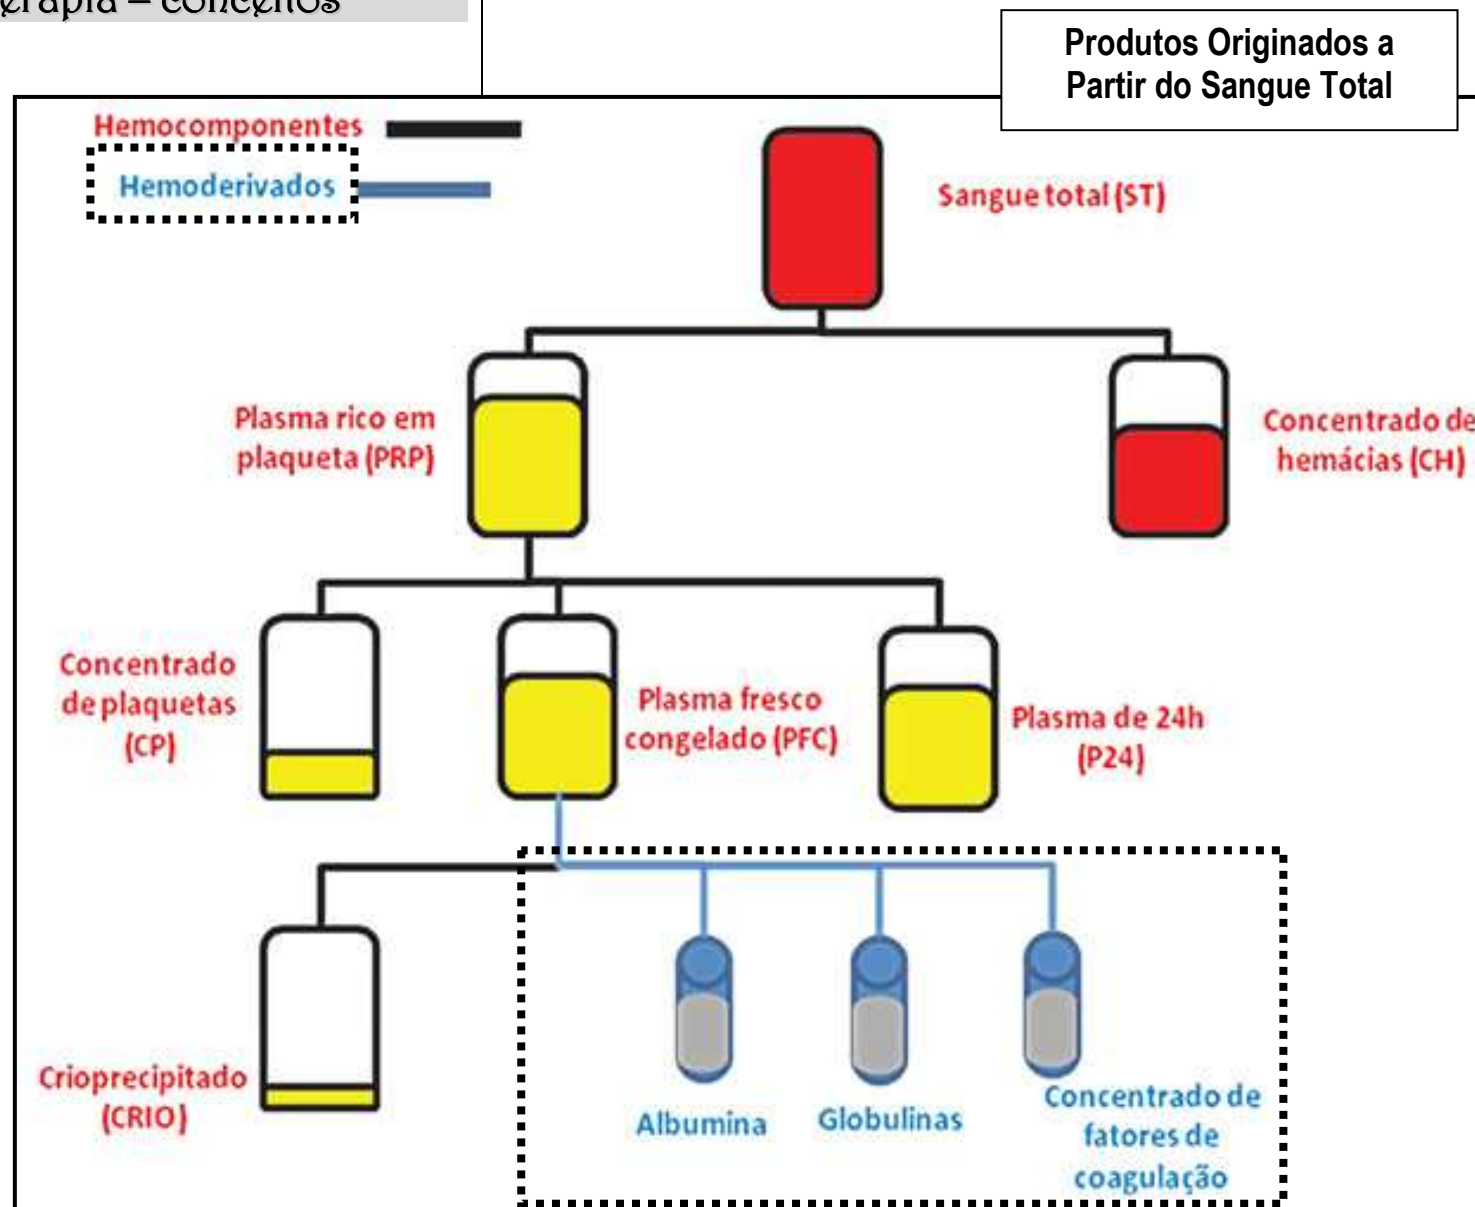 erapia – conceitos
Produtos Originados a
Partir do Sangue Total
Hemocomponentes
Hemoderivados
Sangue total (ST)
Plasma rico em
plaqueta (PRP)
Concentrado de
hemácias (CH)
Concentrado
de plaquetas
(CP)
Plasma fresco
congelado (PFC)
Plasma de 24h
(P24)
Crioprecipitado
(CRIO)
Albumina
Globulinas
Concentrado de
fatores de
coagulação